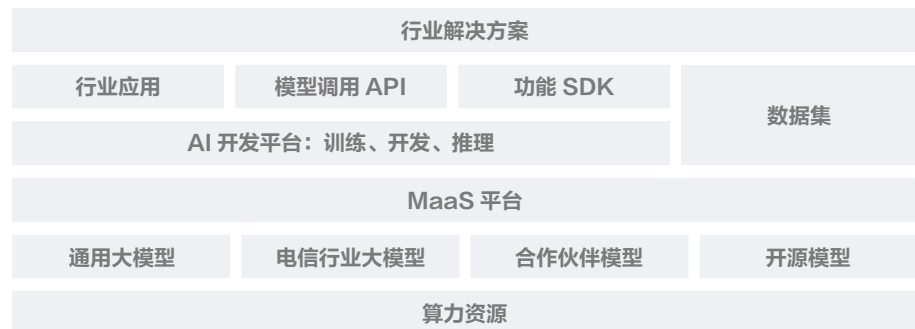 行业解决方案
行业应用
模型调用 API
功能 SDK
数据集
AI 开发平台：训练、开发、推理
MaaS 平台
通用大模型
电信行业大模型
合作伙伴模型
开源模型
算力资源